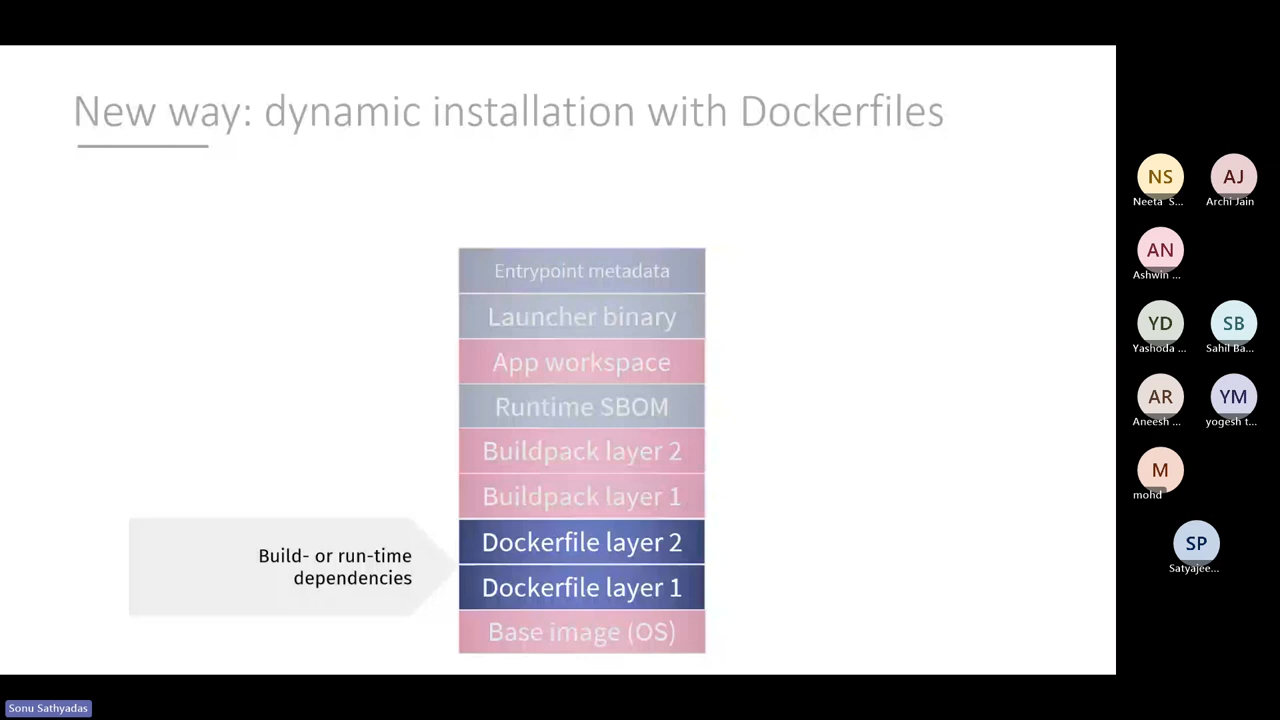 New way: dynamic installation with Dockerfiles
Entrypoint metadata
Launcher binary
App workspace
Runtime SBOM
Buildpack layer 2
Buildpack layer 1
Dockerfile layer 2
Dockerfile layer 1
Base image (OS)
Build- or run-time
dependencies
NS
Neeta S...
AJ
Archi Jain
AN
Ashwin ...
YD
Yashoda ...
SB
Sahil Ba...
AR
Aneesh ...
YM
yogesh t...
M
mohd
SP
Satyajee...
Sonu Sathyadas